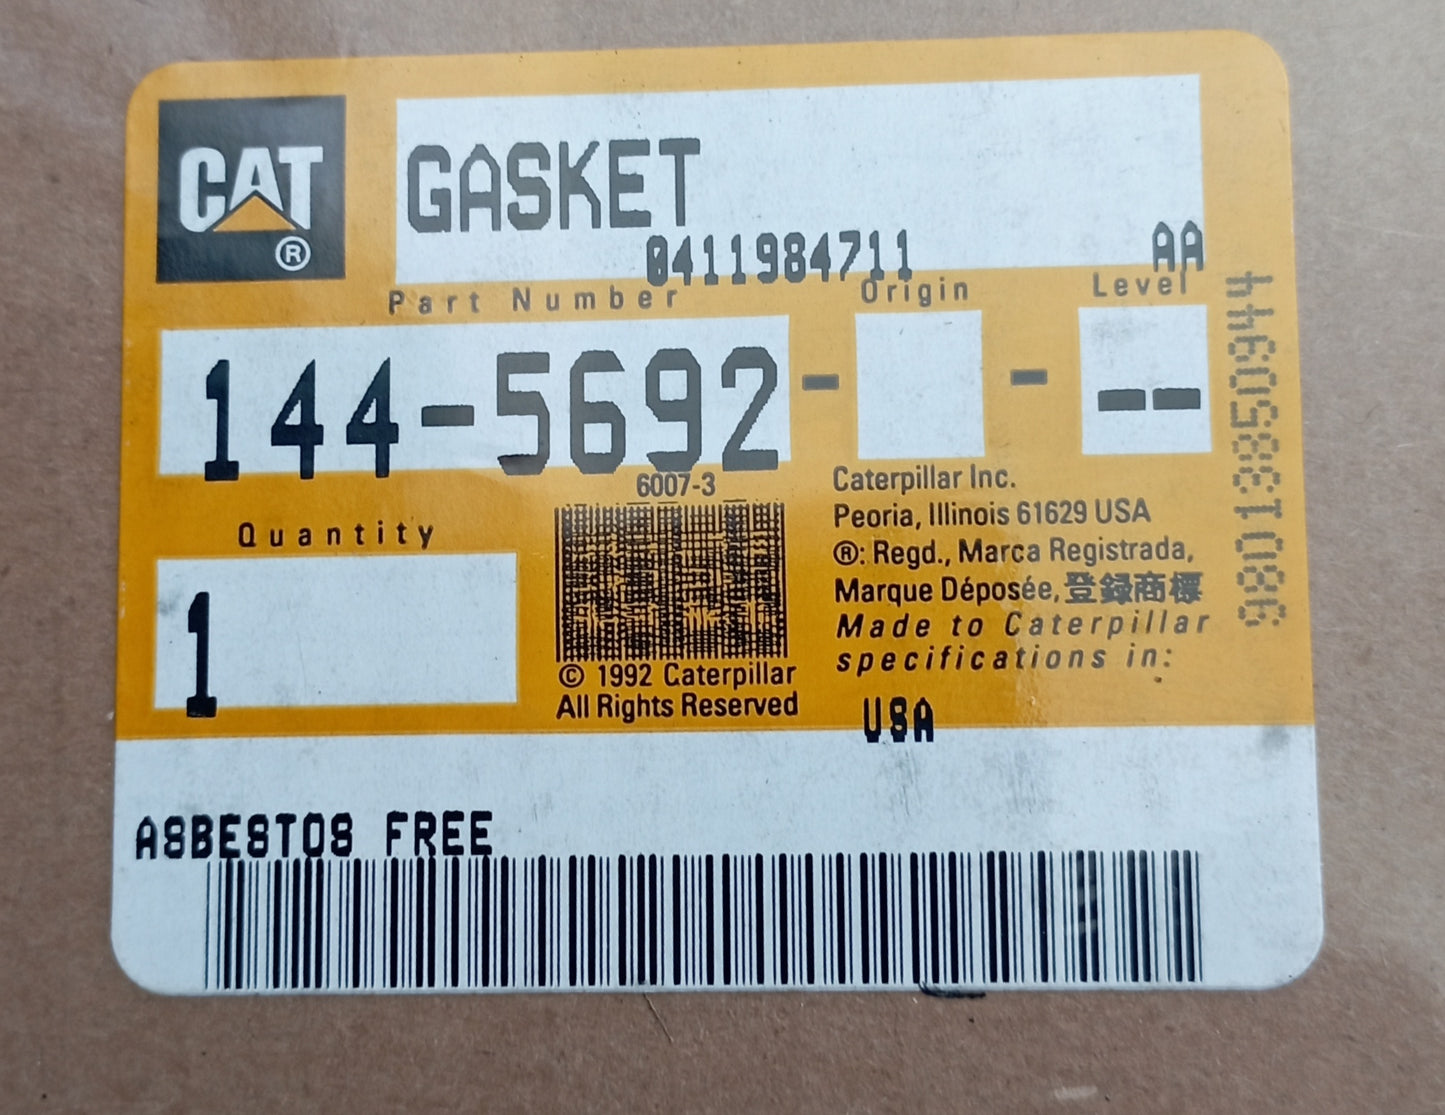 CAT
®
GASKET
0411984711 AA
Part Number Origin Level
144-5692 - - --
6007-3
Quantity
1
© 1992 Caterpillar
All Rights Reserved
Caterpillar Inc.
Peoria, Illinois 61629 USA
®: Regd., Marca Registrada,
Marque Déposée, 登録商標
Made to Caterpillar
specifications in:
USA
98013850944
ASBESTOS FREE